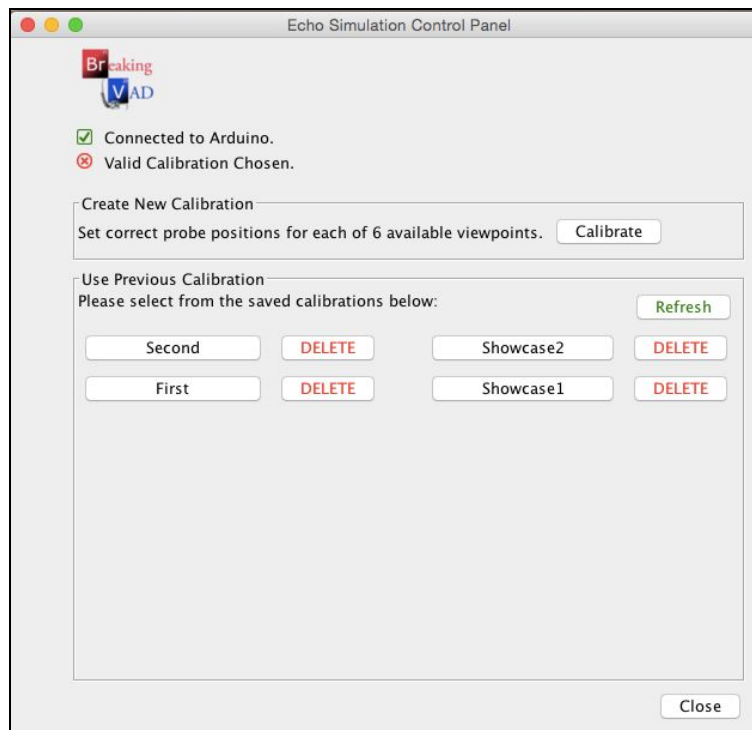 Echo Simulation Control Panel
Breaking
VAD
Connected to Arduino.
Valid Calibration Chosen.
Create New Calibration
Set correct probe positions for each of 6 available viewpoints. Calibrate
Use Previous Calibration
Please select from the saved calibrations below:
Refresh
Second DELETE Showcase2 DELETE
First DELETE Showcase1 DELETE
Close